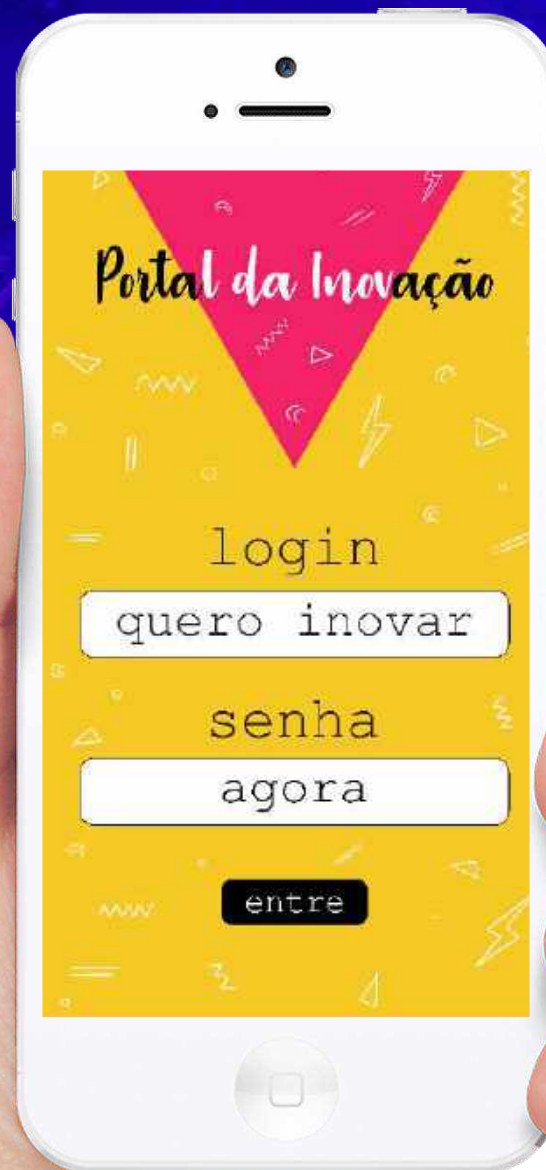 Portal da Inovação
login
quero inovar
senha
agora
entre